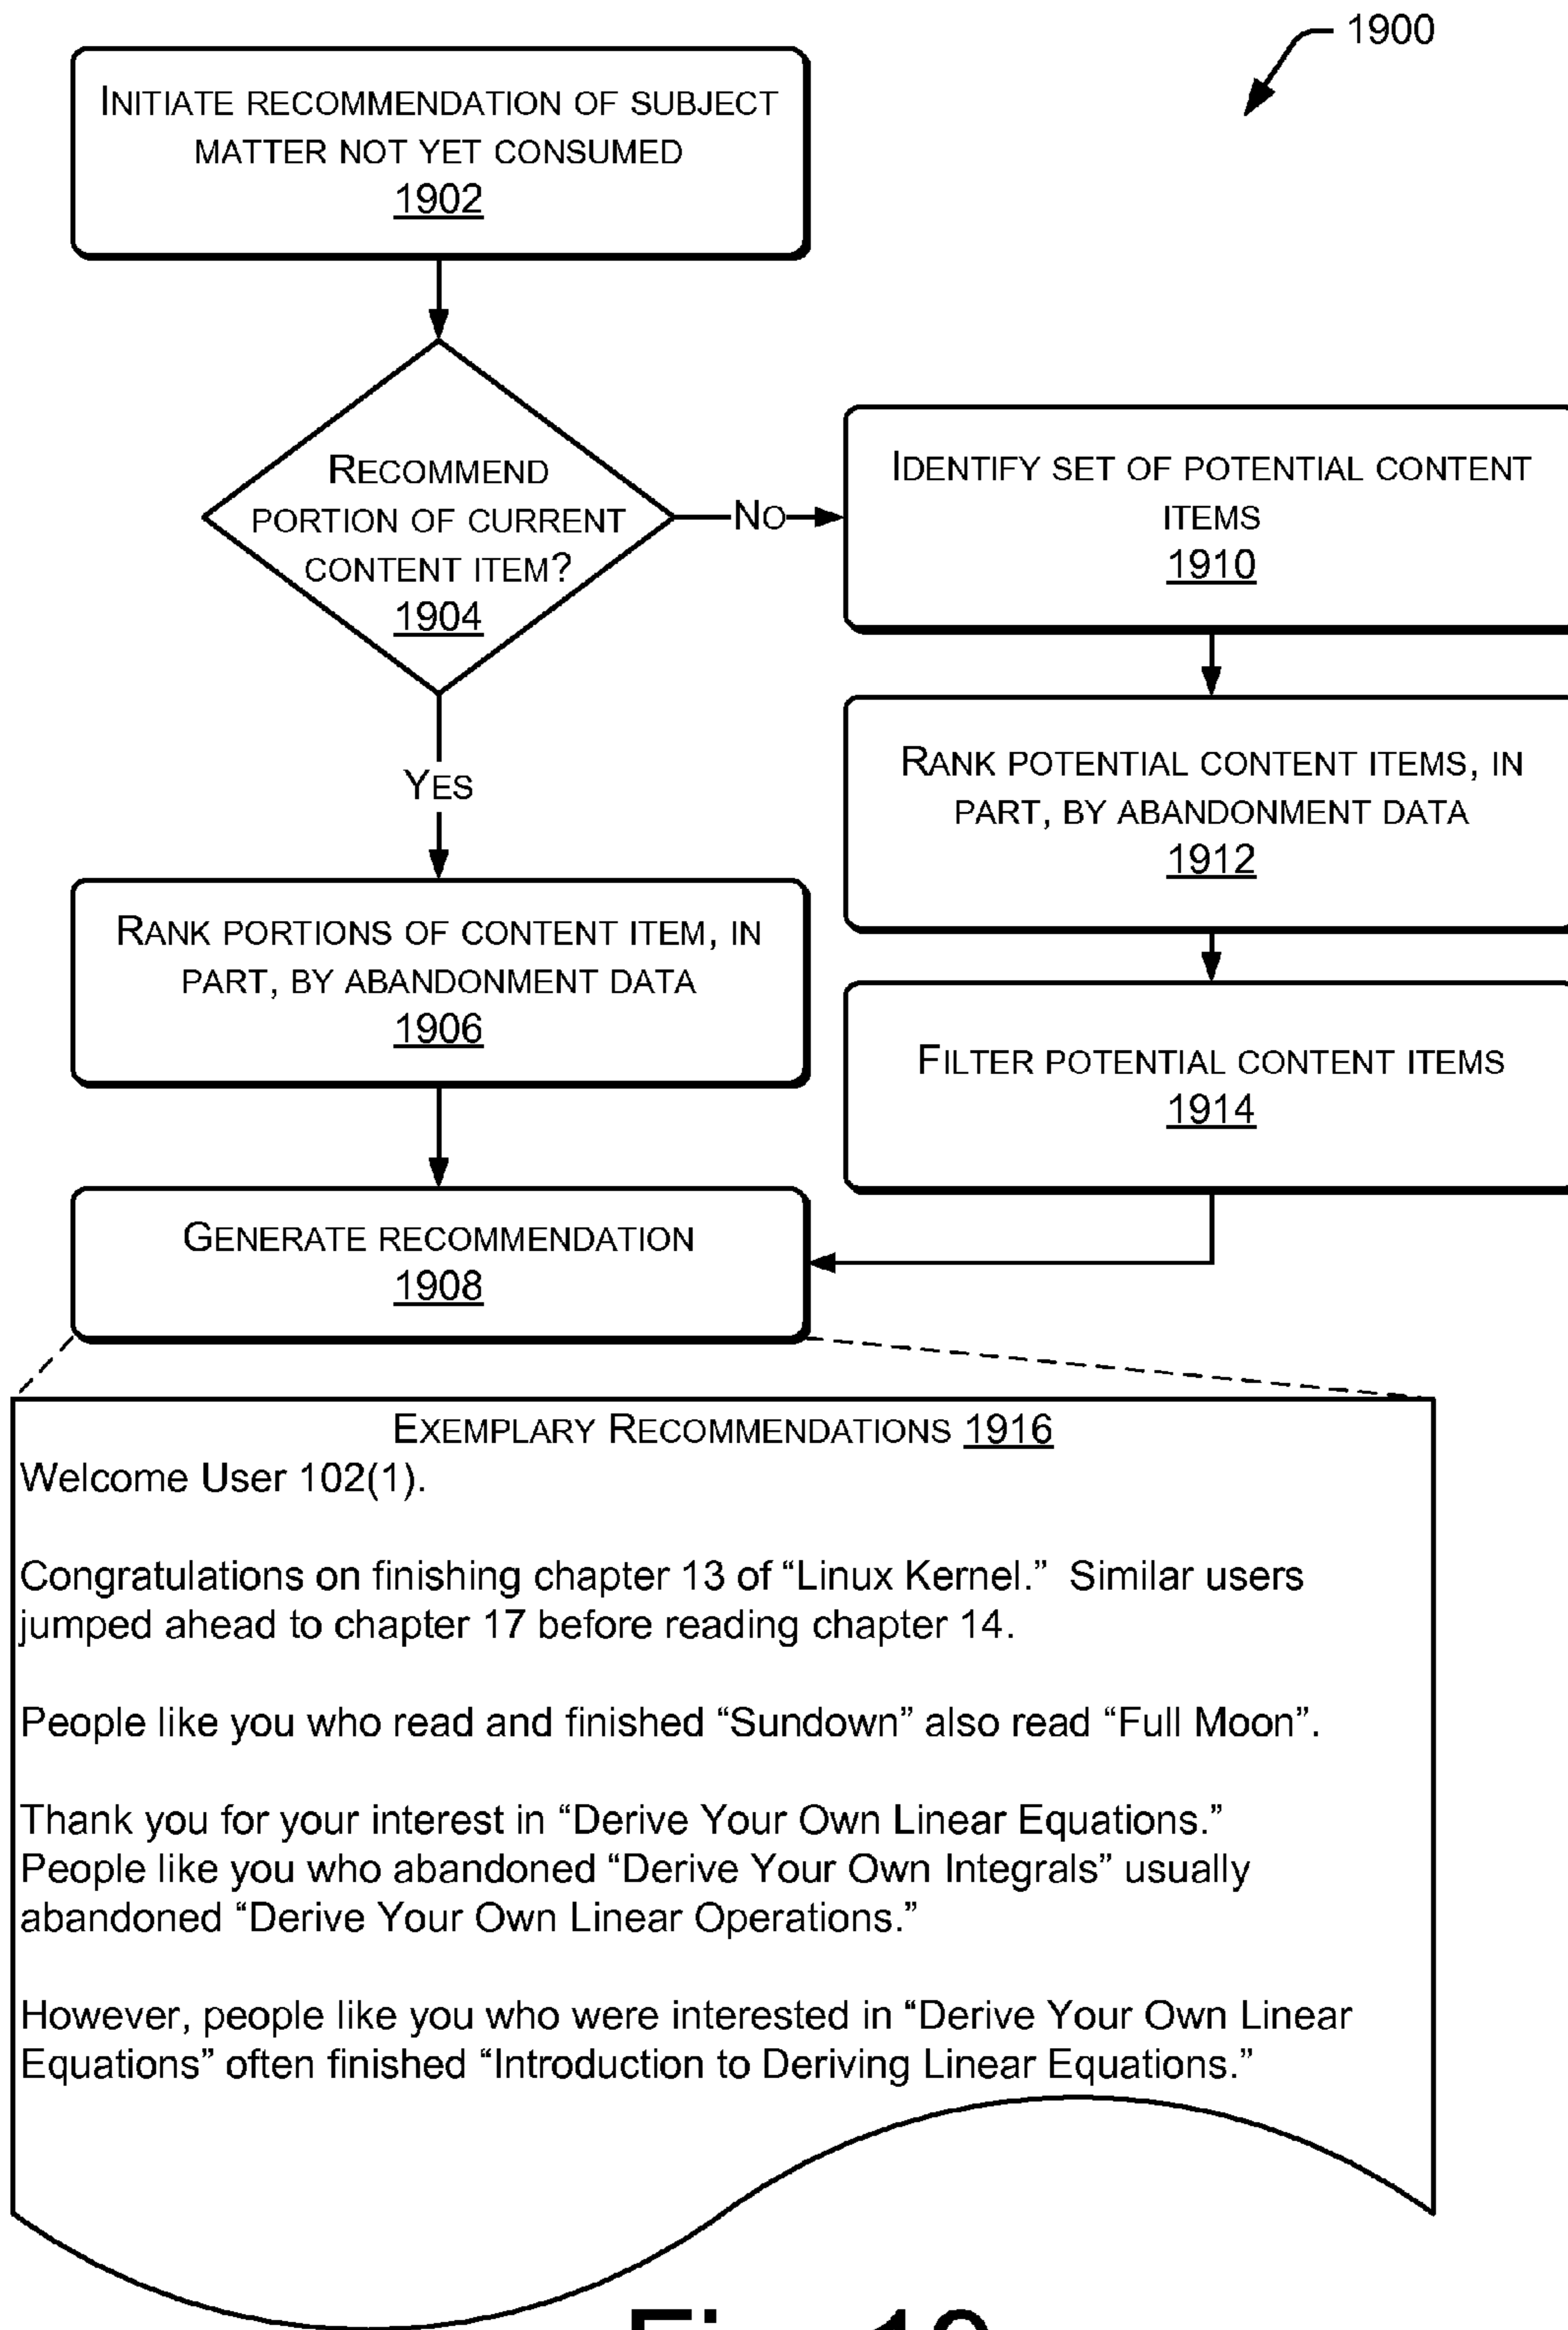 1900
INITIATE RECOMMENDATION OF SUBJECT
MATTER NOT YET CONSUMED
1902
RECOMMEND
PORTION OF CURRENT
CONTENT ITEM?
1904
NO
YES
IDENTIFY SET OF POTENTIAL CONTENT
ITEMS
1910
RANK POTENTIAL CONTENT ITEMS, IN
PART, BY ABANDONMENT DATA
1912
RANK PORTIONS OF CONTENT ITEM, IN
PART, BY ABANDONMENT DATA
1906
FILTER POTENTIAL CONTENT ITEMS
1914
GENERATE RECOMMENDATION
1908
EXEMPLARY RECOMMENDATIONS 1916
Welcome User 102(1).
Congratulations on finishing chapter 13 of “Linux Kernel.” Similar users
jumped ahead to chapter 17 before reading chapter 14.
People like you who read and finished “Sundown” also read “Full Moon”.
Thank you for your interest in “Derive Your Own Linear Equations.”
People like you who abandoned “Derive Your Own Integrals” usually
abandoned “Derive Your Own Linear Operations.”
However, people like you who were interested in “Derive Your Own Linear
Equations” often finished “Introduction to Deriving Linear Equations.”